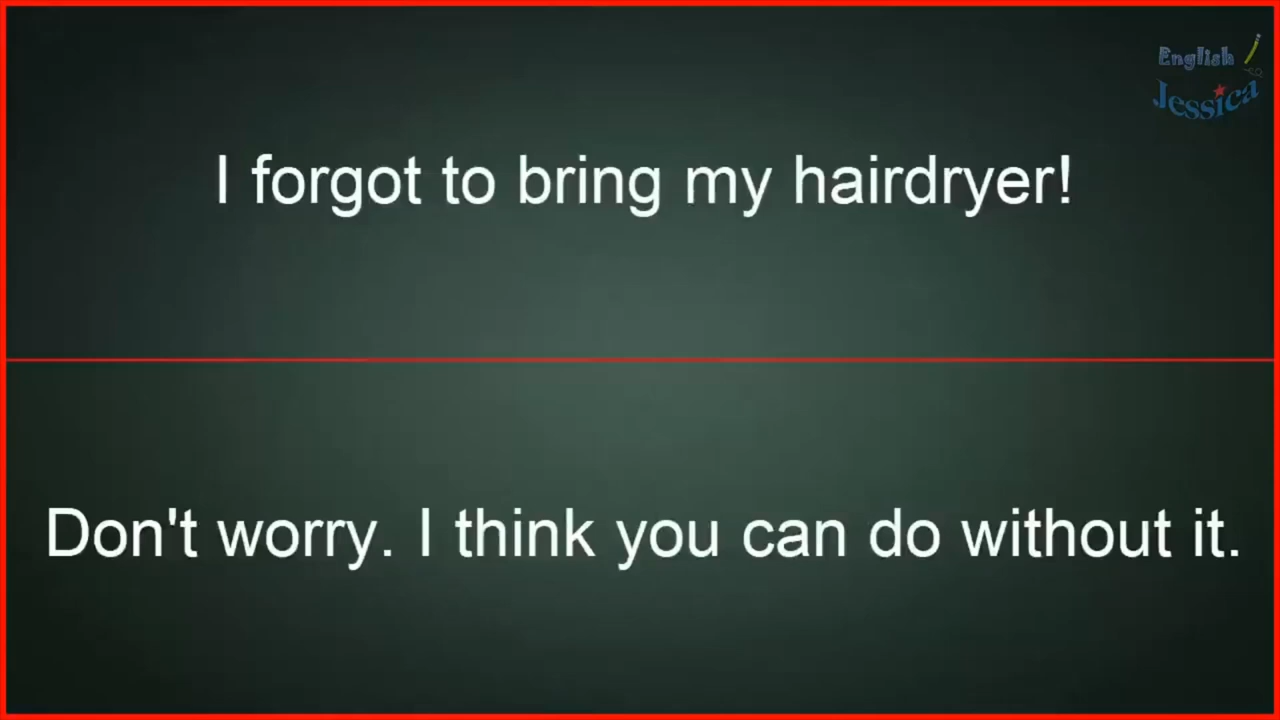 English
Jessica
I forgot to bring my hairdryer!
Don't worry. I think you can do without it.